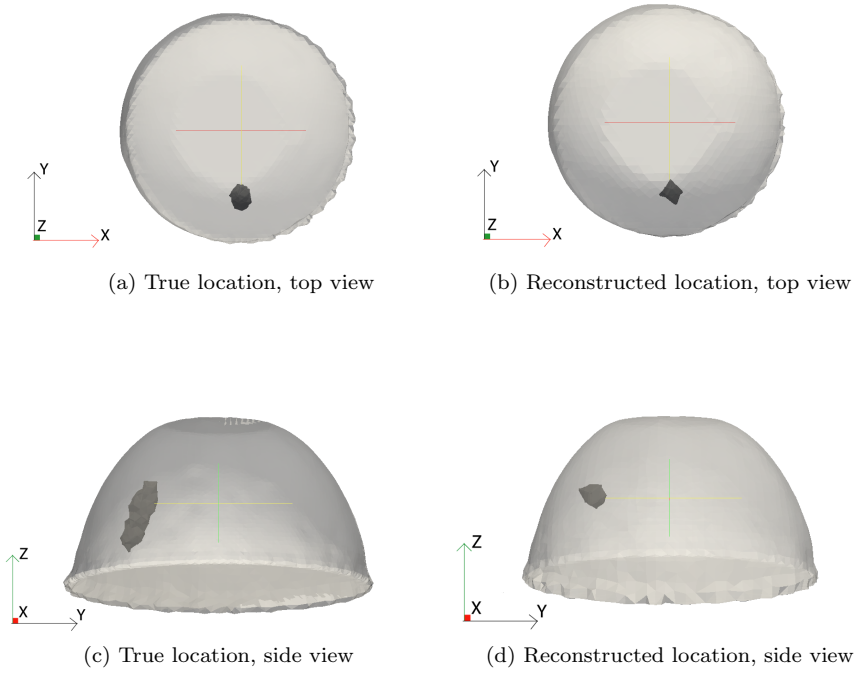 Y
Z
X
Y
Z
X
(a) True location, top view
(b) Reconstructed location, top view
Z
X
Y
Z
X
Y
(c) True location, side view
(d) Reconstructed location, side view